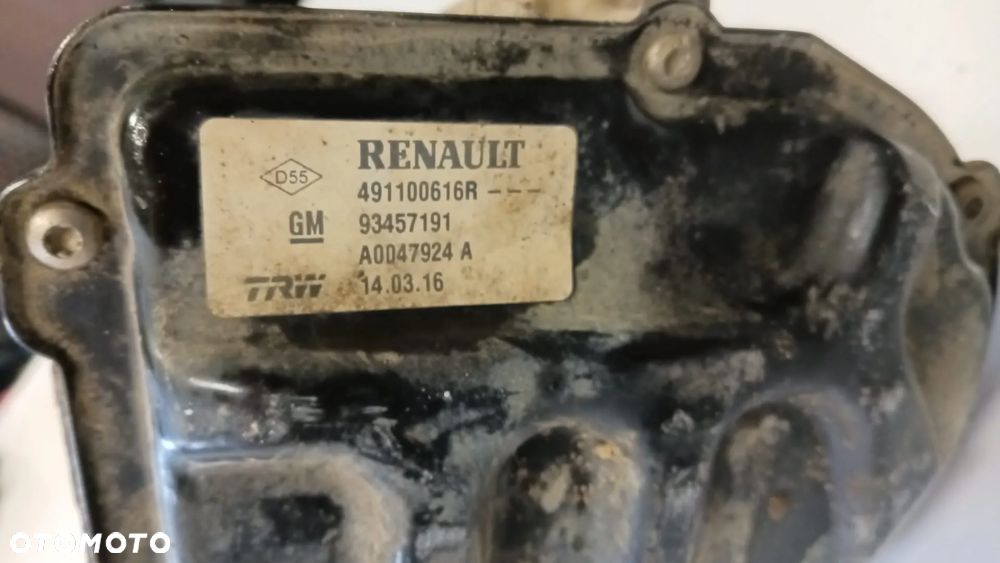 RENAULT
D55
491100616R - - -
GM
93457191
A0047924 A
TRW
14.03.16
OTOMOTO